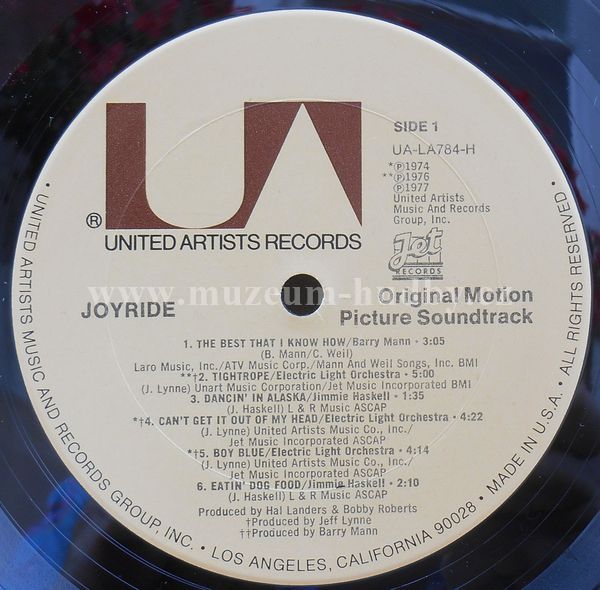 UA
SIDE 1
UA-LA784-H
*Ⓟ1974
**Ⓟ1976
Ⓟ1977
United Artists
Music And Records
Group, Inc.
®
UNITED ARTISTS RECORDS
Jet
RECORDS
JOYRIDE
Original Motion
Picture Soundtrack
1. THE BEST THAT I KNOW HOW/Barry Mann • 3:05
(B. Mann/C. Weil)
Laro Music, Inc./ATV Music Corp./Mann And Weil Songs, Inc. BMI
**†2. TIGHTROPE/Electric Light Orchestra • 5:00
(J. Lynne) Unart Music Corporation/Jet Music Incorporated BMI
3. DANCIN' IN ALASKA/Jimmie Haskell • 1:35
(J. Haskell) L & R Music ASCAP
*†4. CAN'T GET IT OUT OF MY HEAD/Electric Light Orchestra • 4:22
(J. Lynne) United Artists Music Co., Inc./
Jet Music Incorporated ASCAP
*†5. BOY BLUE/Electric Light Orchestra • 4:14
(J. Lynne) United Artists Music Co., Inc./
Jet Music Incorporated ASCAP
6. EATIN' DOG FOOD/Jimmie Haskell • 2:10
(J. Haskell) L & R Music ASCAP
Produced by Hal Landers & Bobby Roberts
†Produced by Jeff Lynne
††Produced by Barry Mann
• UNITED ARTISTS MUSIC AND RECORDS GROUP, INC. • LOS ANGELES, CALIFORNIA 90028 • MADE IN U.S.A. • ALL RIGHTS RESERVED •